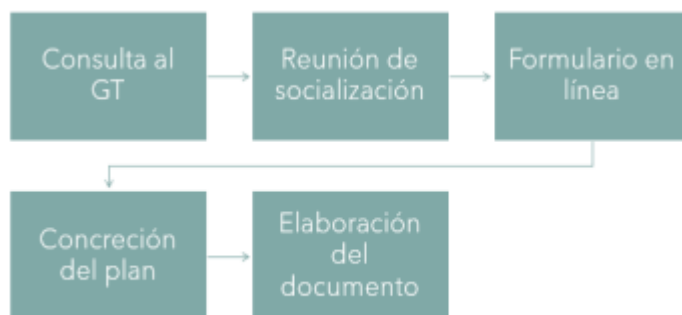 Consulta al
GT
Reunión de
socialización
Formulario en
línea
Concreción
del plan
Elaboración
del
documento